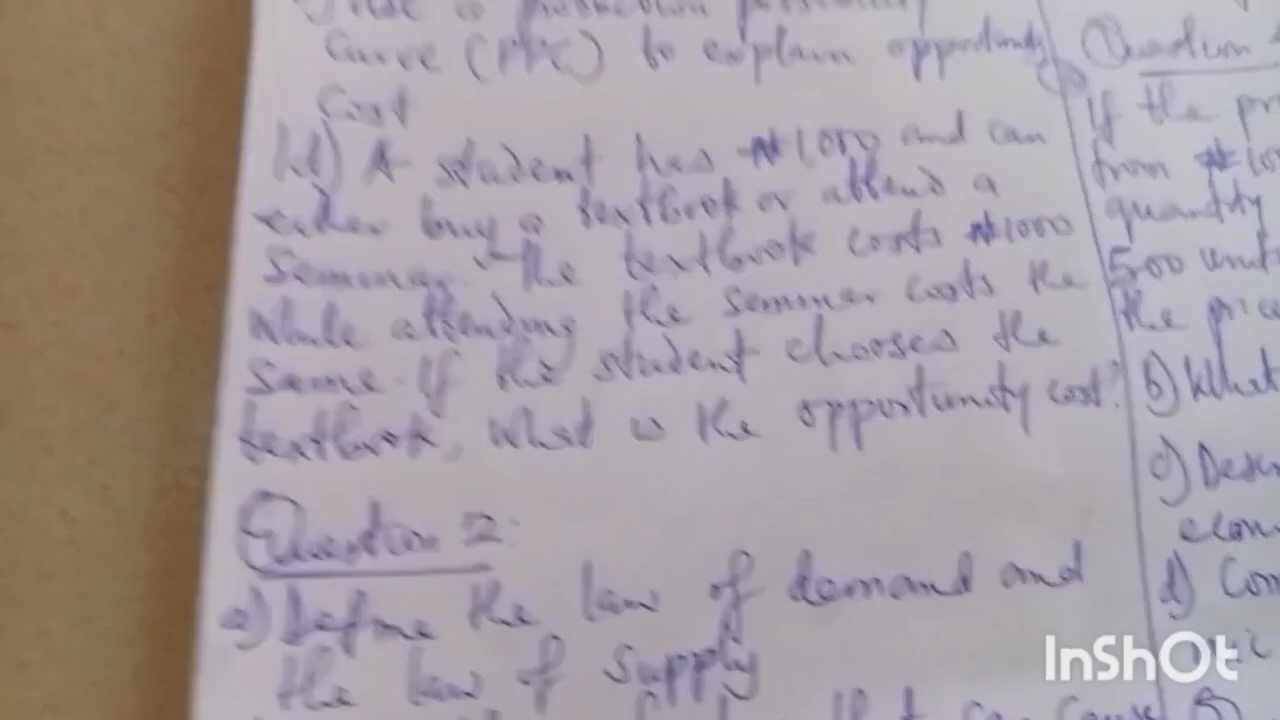 Curve (PPC) to explain opportunity
Cost
A student has ₦1000 and can
either buy a textbook or attend a
Seminar. The textbook costs ₦1000
while attending the seminar costs the
same. If the student chooses the
textbook, what is the opportunity cost?
Question 2
a) Define the law of demand and
the law of supply
Question
If the
from
quantity
500 units
the price
b) What
c)
d)
InShOt